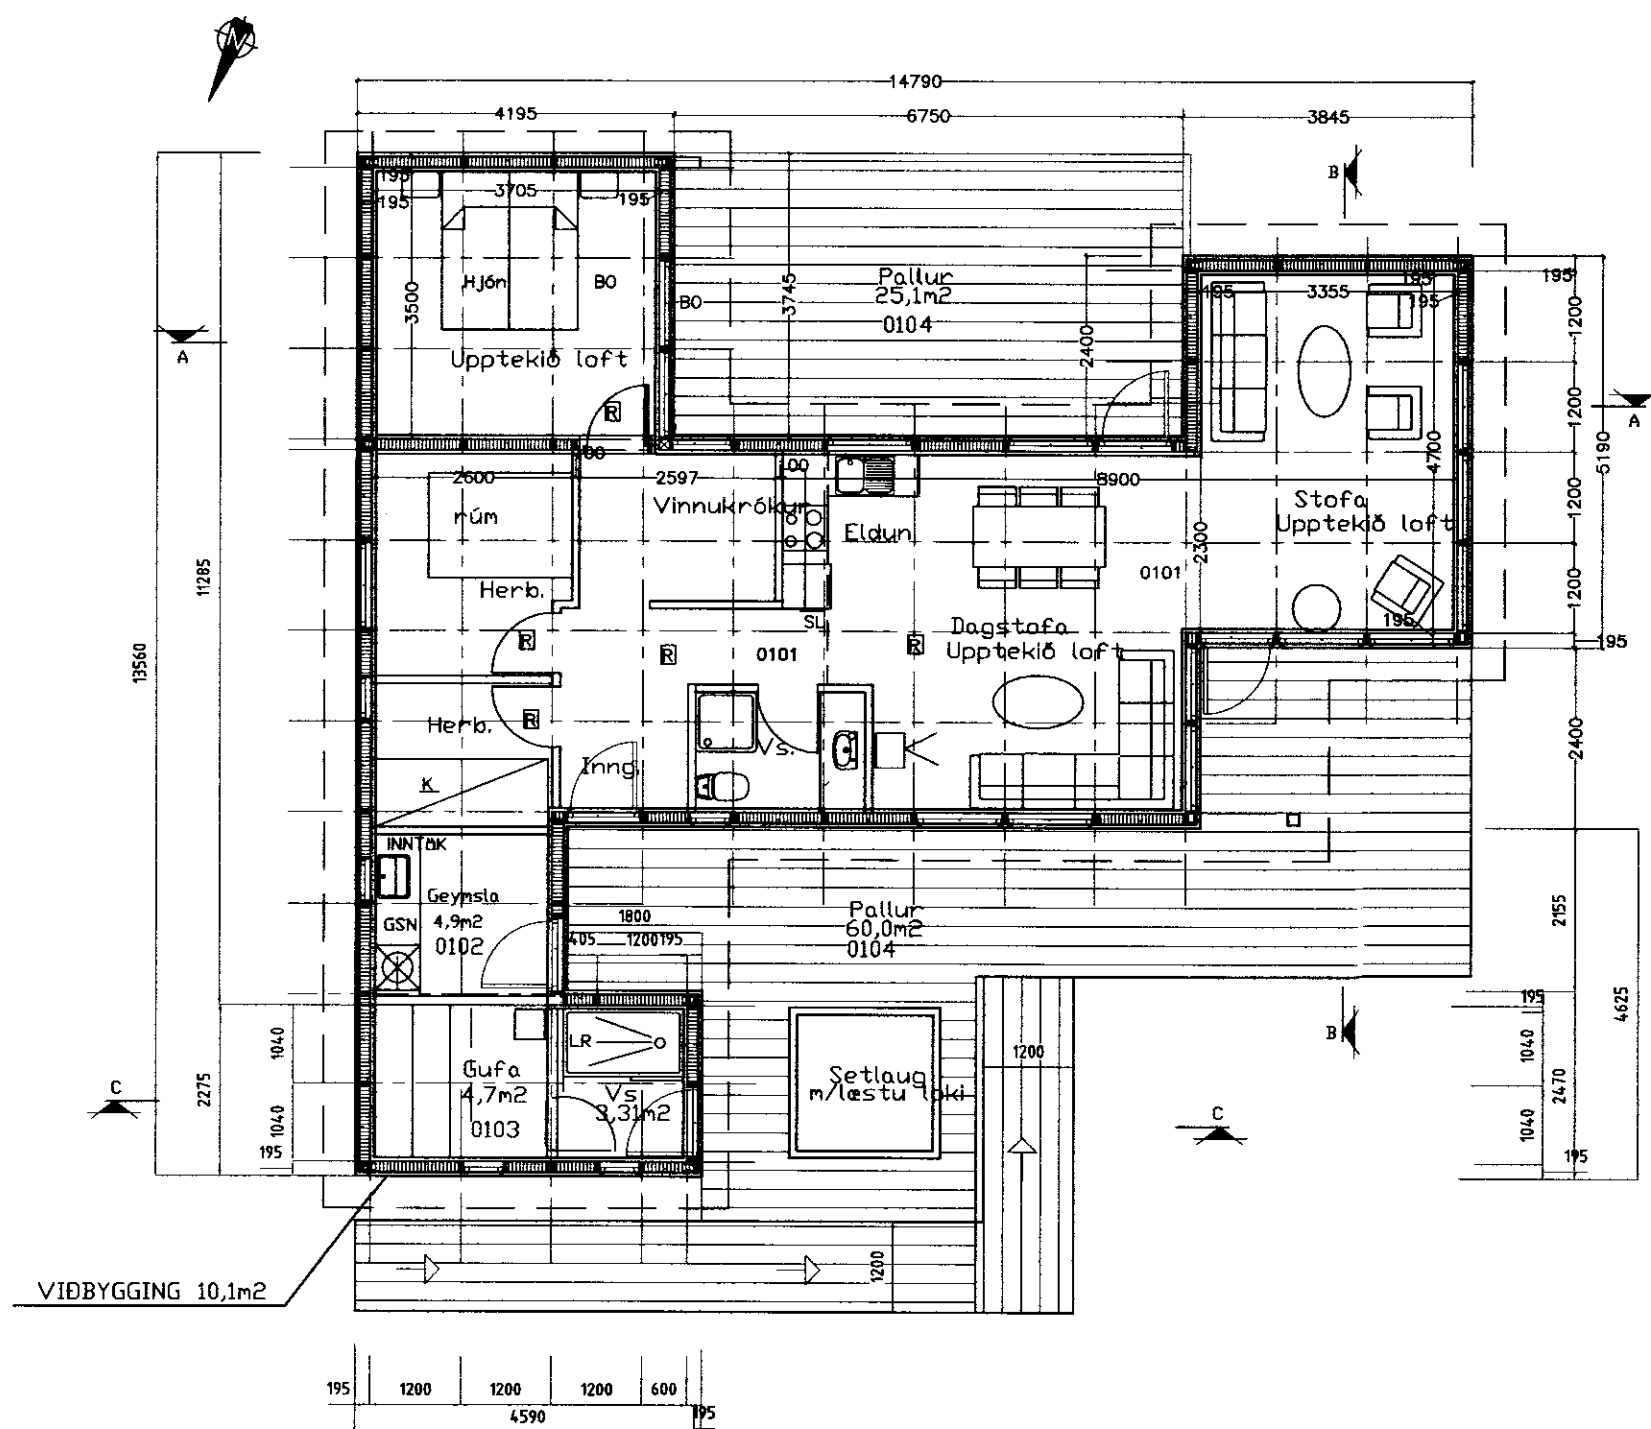 N
14790
4195
6750
3845
B
195
3705
195
195
Hjón
BO
BO
3500
3745
Pallur
25,1m2
0104
2400
195
3355
195
195
195
1200
A
Upptekið loft
R
1200
A
5190
4700
2600
2597
8900
Vinnukrókur
rúm
Eldun
Stofa
Upptekið loft
1200
2300
0101
Herb.
1200
11285
13560
SL
Dagstofa
Upptekið loft
195
195
R
R
0101
R
Herb.
R
Vs.
Inng.
2400
K
INNTÖK
Geymsla
4,9m2
0102
GSN
1800
405
1200
195
Pallur
60,0m2
0104
2155
4625
195
1040
2275
1040
195
C
Gufa
4,7m2
0103
LR
Vs
3,31m2
Setlaug
m/læstu loki
1200
B
C
1040
2470
1040
195
1200
VIÐBYGGING 10,1m2
195
1200
1200
1200
600
4590
195